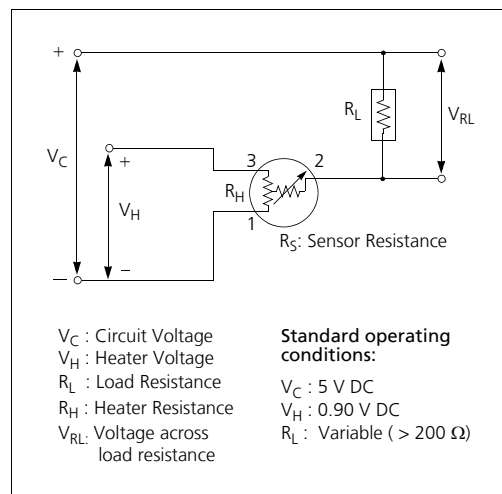 +
R_L
V_RL
V_C
+
3
2
R_H
V_H
1
R_S: Sensor Resistance
–
—
V_C : Circuit Voltage
V_H : Heater Voltage
R_L : Load Resistance
R_H : Heater Resistance
V_RL: Voltage across
load resistance
Standard operating
conditions:
V_C : 5 V DC
V_H : 0.90 V DC
R_L : Variable ( > 200 Ω)